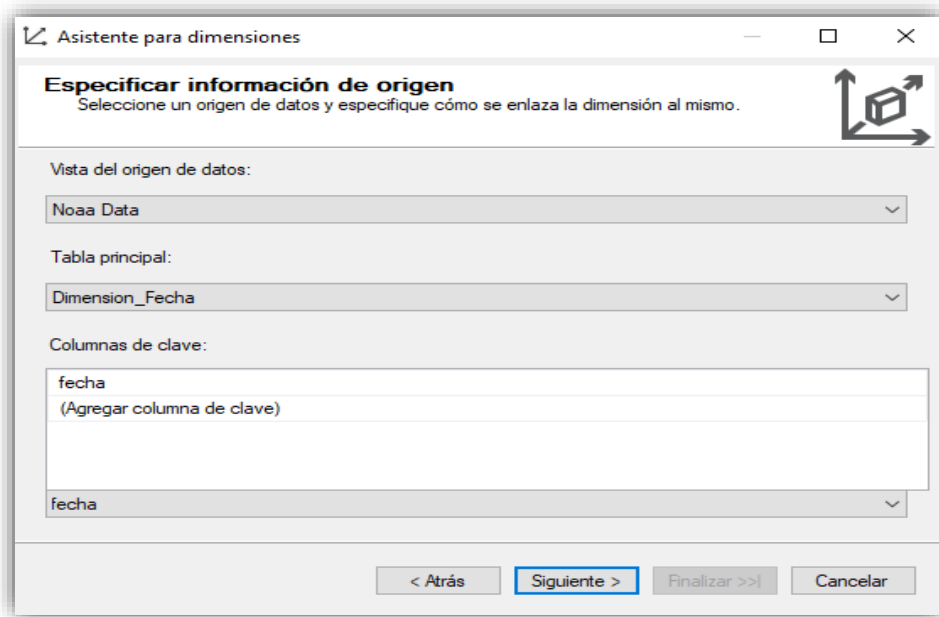 Asistente para dimensiones
Especificar información de origen
Seleccione un origen de datos y especifique cómo se enlaza la dimensión al mismo.
Vista del origen de datos:
Noaa Data
Tabla principal:
Dimension_Fecha
Columnas de clave:
fecha
(Agregar columna de clave)
fecha
< Atrás
Siguiente >
Finalizar >>|
Cancelar